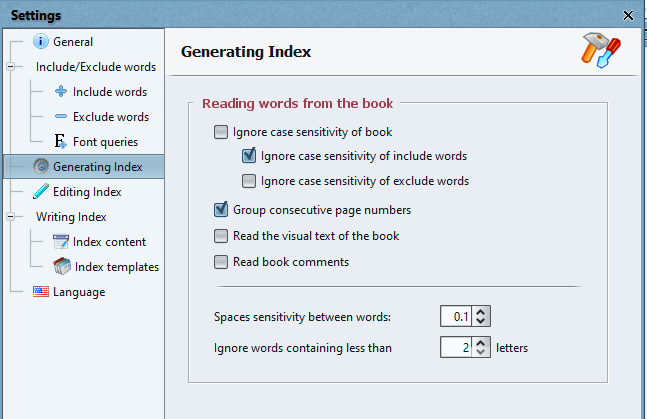 Settings
General
Include/Exclude words
Include words
Exclude words
Font queries
Generating Index
Editing Index
Writing Index
Index content
Index templates
Language
Generating Index
Reading words from the book
Ignore case sensitivity of book
Ignore case sensitivity of include words
Ignore case sensitivity of exclude words
Group consecutive page numbers
Read the visual text of the book
Read book comments
Spaces sensitivity between words: 0.1
Ignore words containing less than 2 letters